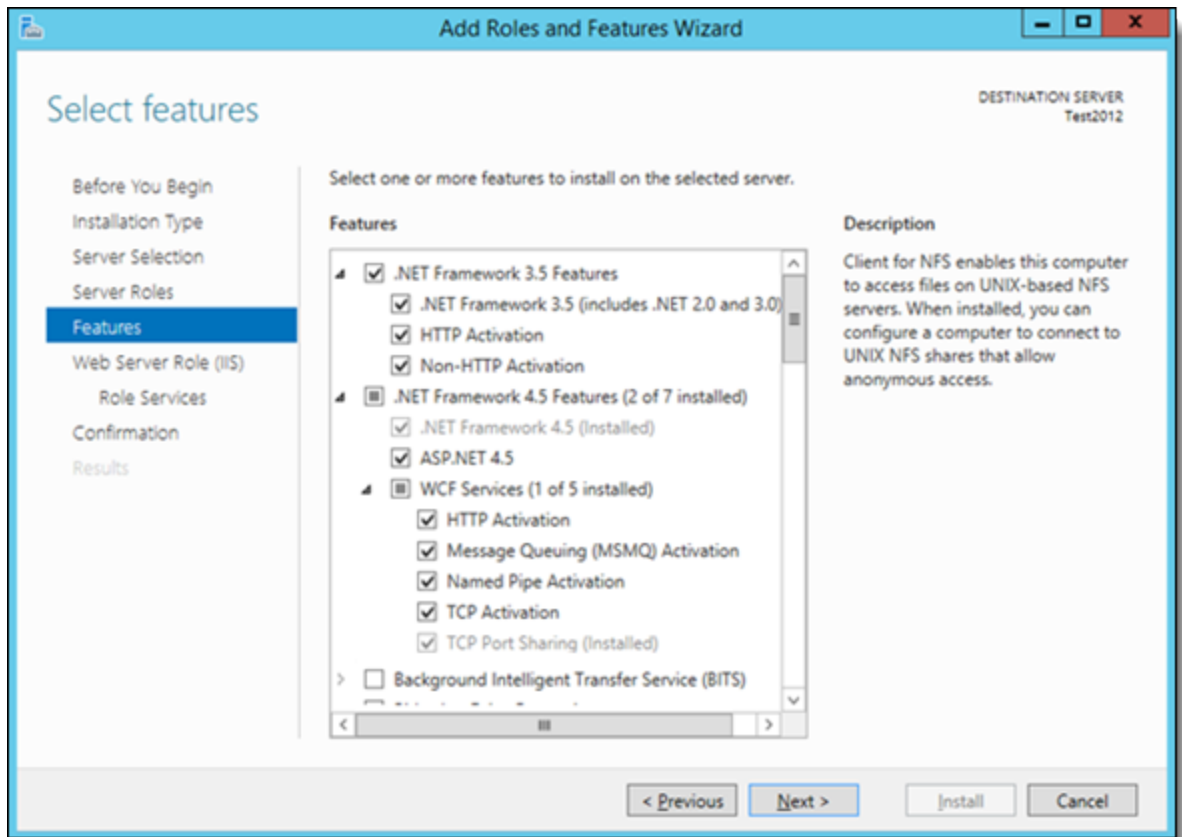 Add Roles and Features Wizard
Select features
DESTINATION SERVER
Test2012
Before You Begin
Installation Type
Server Selection
Server Roles
Features
Web Server Role (IIS)
Role Services
Confirmation
Results
Select one or more features to install on the selected server.
Features
.NET Framework 3.5 Features
.NET Framework 3.5 (includes .NET 2.0 and 3.0)
HTTP Activation
Non-HTTP Activation
.NET Framework 4.5 Features (2 of 7 installed)
.NET Framework 4.5 (Installed)
ASP.NET 4.5
WCF Services (1 of 5 installed)
HTTP Activation
Message Queuing (MSMQ) Activation
Named Pipe Activation
TCP Activation
TCP Port Sharing (Installed)
Background Intelligent Transfer Service (BITS)
Description
Client for NFS enables this computer
to access files on UNIX-based NFS
servers. When installed, you can
configure a computer to connect to
UNIX NFS shares that allow
anonymous access.
< Previous
Next >
Install
Cancel